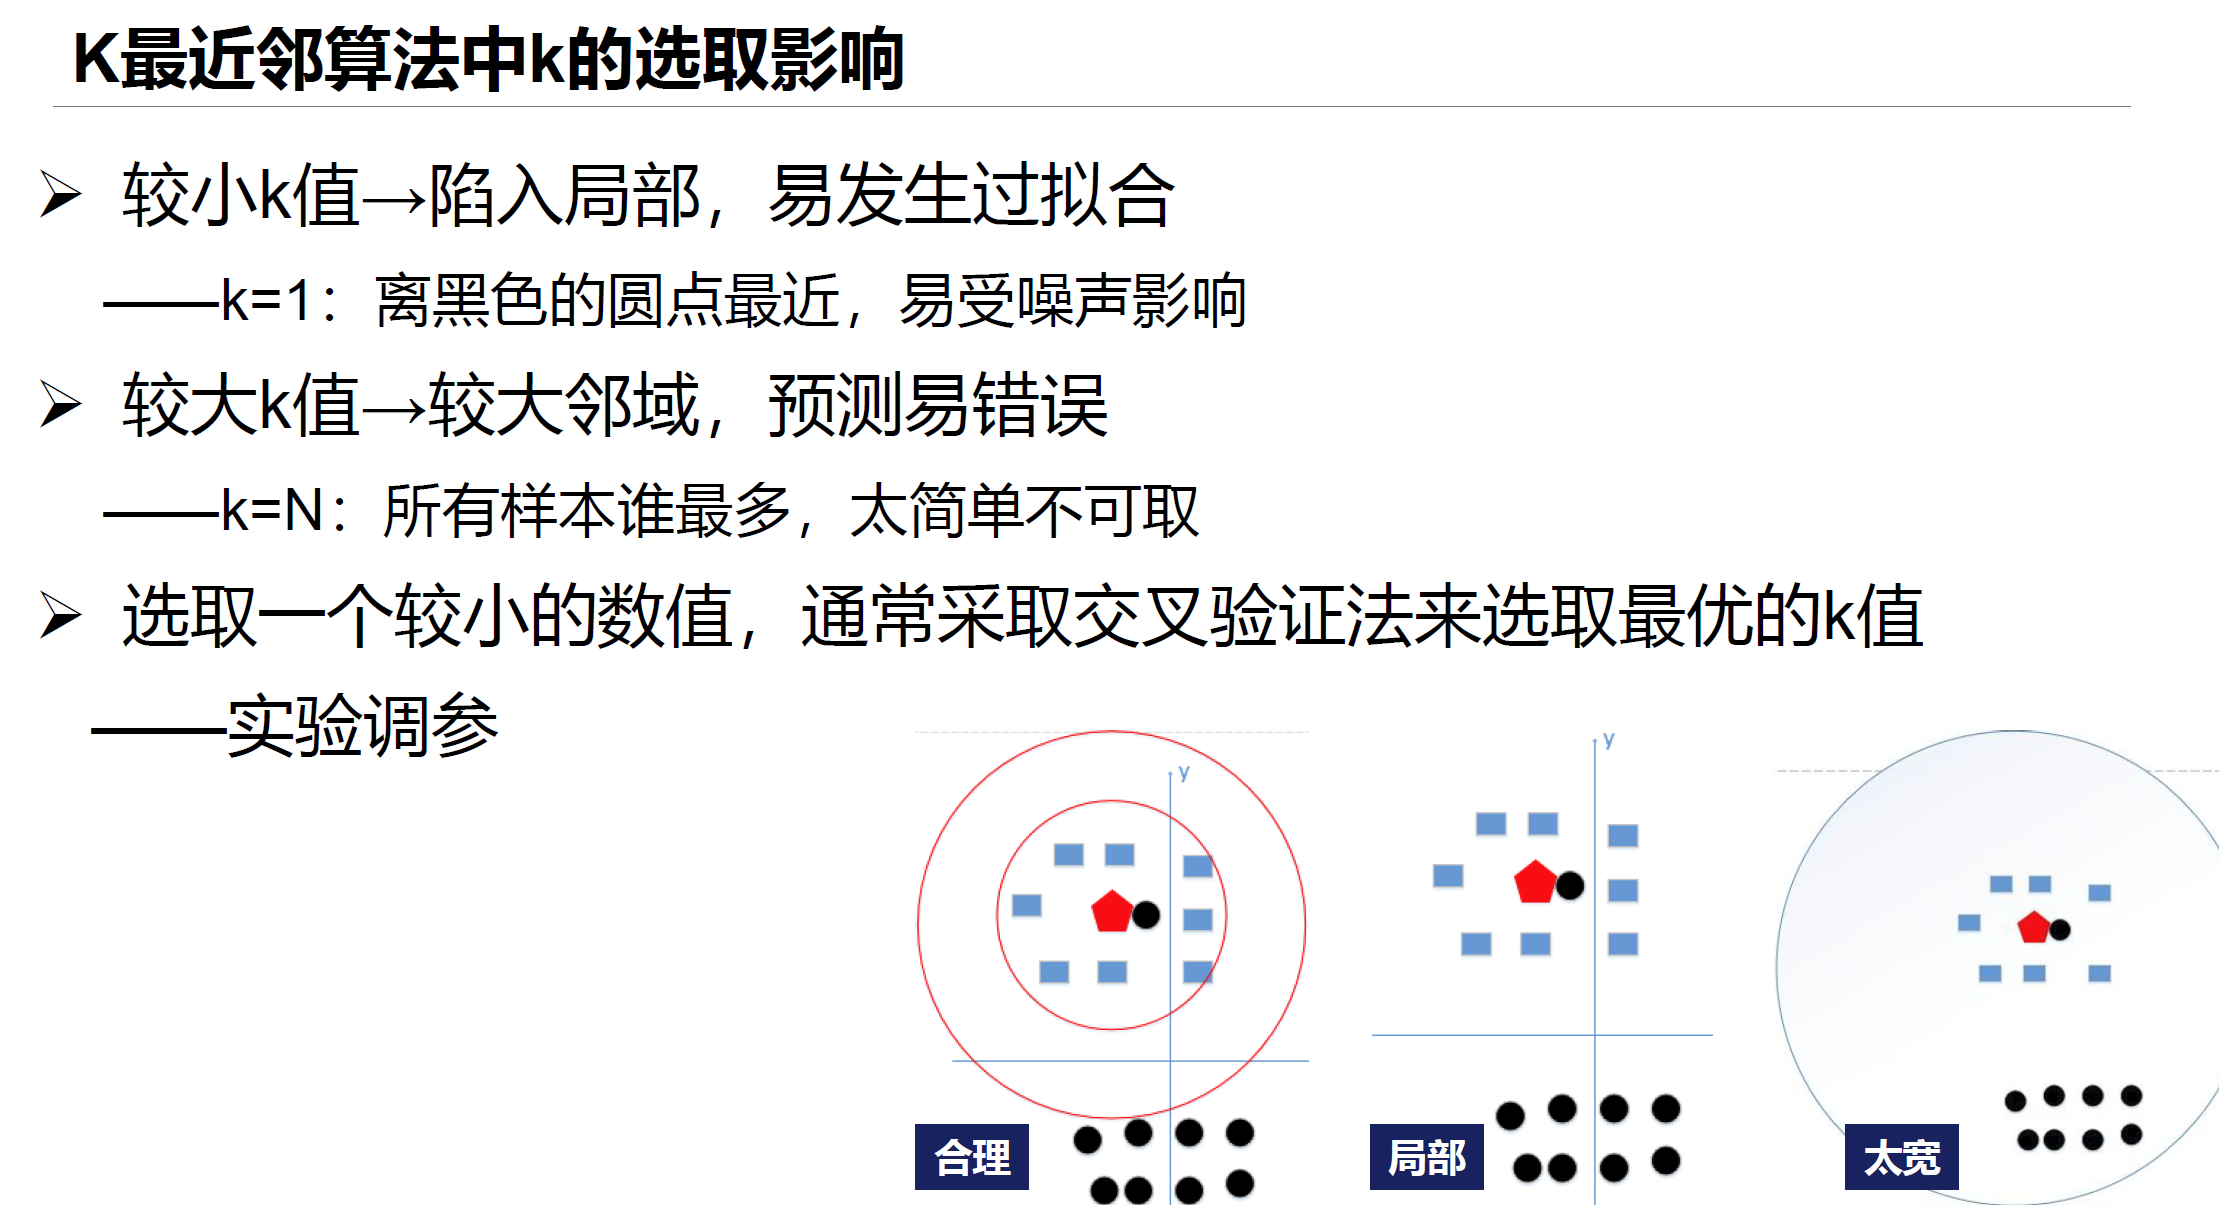 K最近邻算法中k的选取影响
➢ 较小k值→陷入局部，易发生过拟合
——k=1：离黑色的圆点最近，易受噪声影响
➢ 较大k值→较大邻域，预测易错误
——k=N：所有样本谁最多，太简单不可取
➢ 选取一个较小的数值，通常采取交叉验证法来选取最优的k值
——实验调参
y
y
合理
局部
太宽